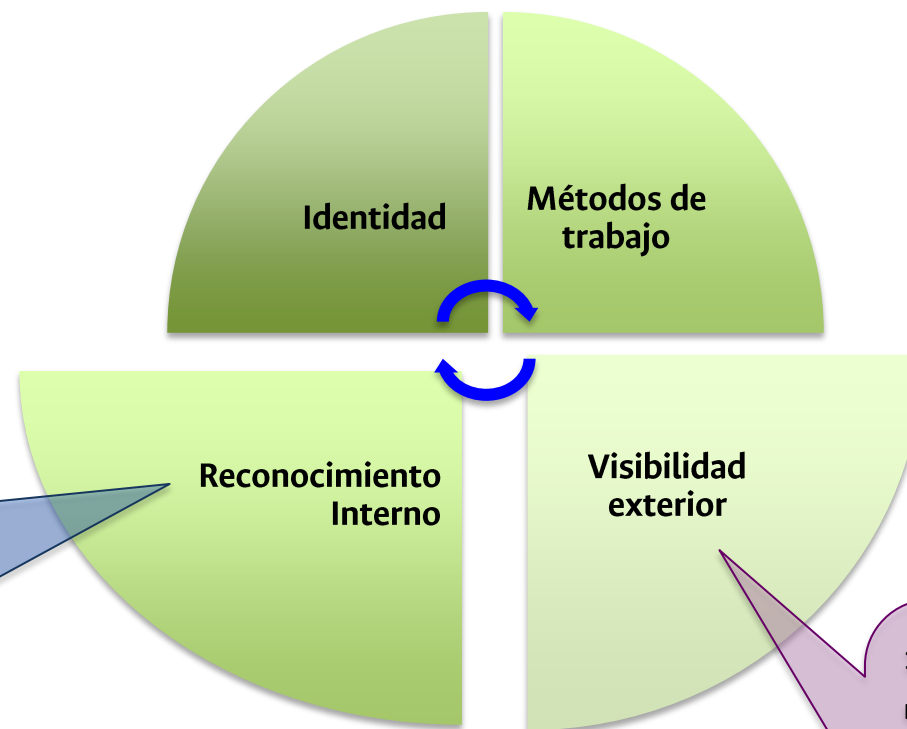 Identidad
Métodos de
trabajo
Reconocimiento
Interno
Visibilidad
exterior